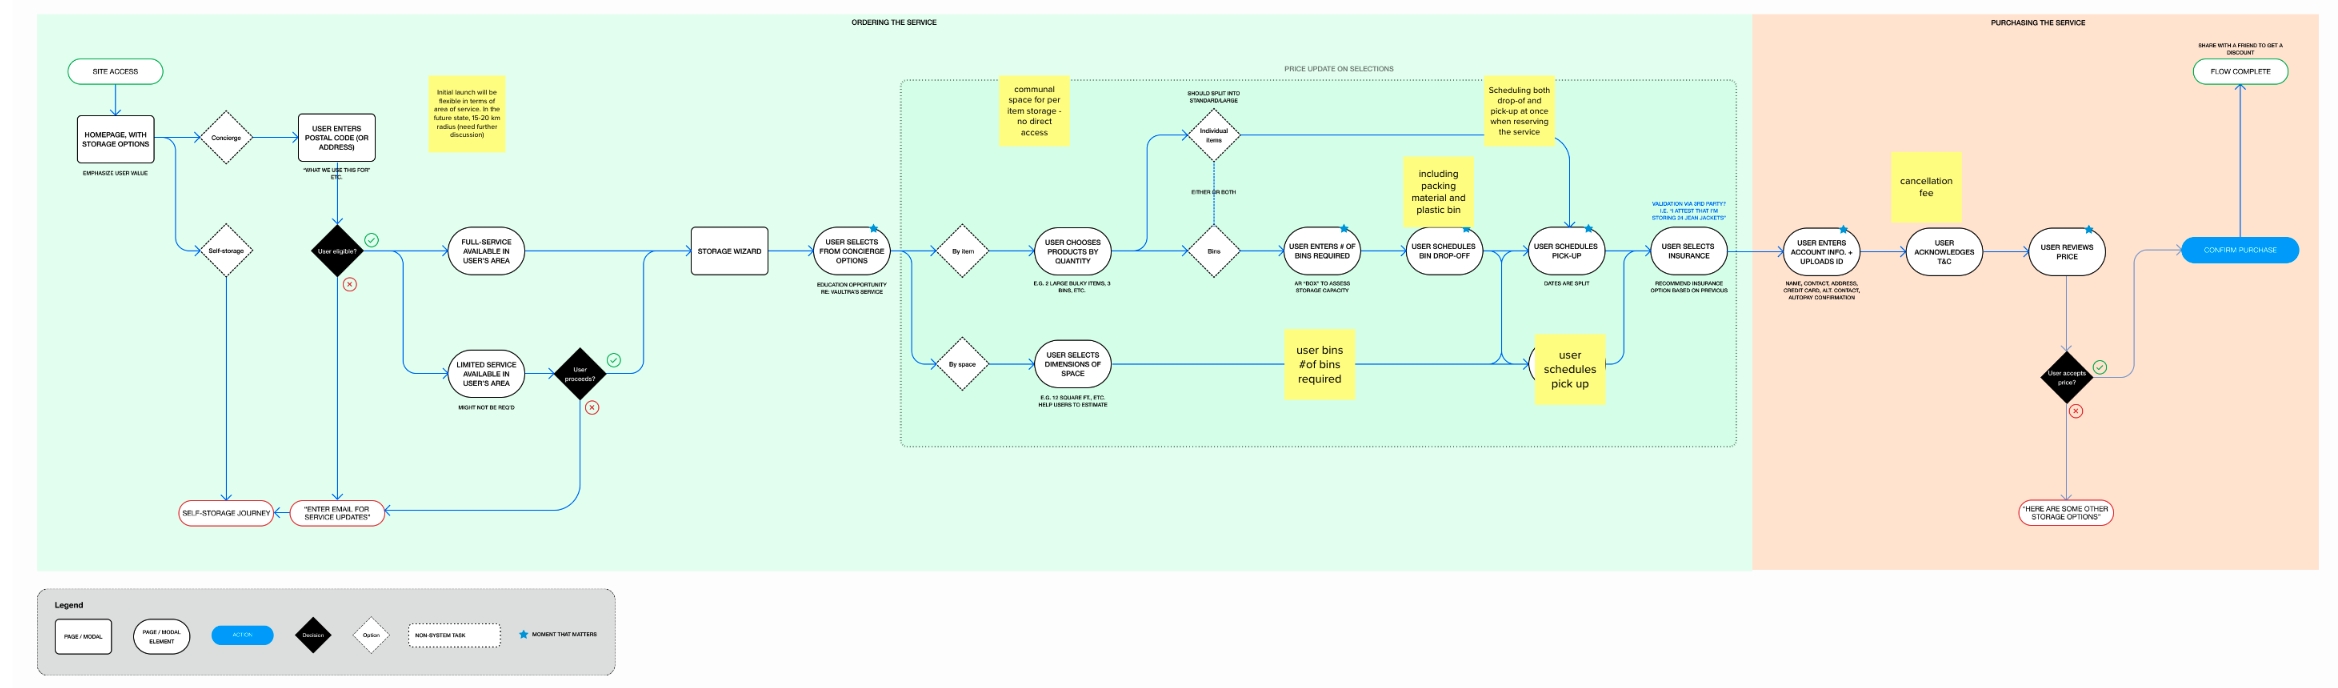 ORDERING THE SERVICE
PURCHASING THE SERVICE
SITE ACCESS
HOMEPAGE, WITH
STORAGE OPTIONS
EMPHASIZE USER VALUE
Concierge
Self-storage
USER ENTERS
POSTAL CODE (OR
ADDRESS)
"WHAT WE USE THIS FOR"
ETC.
Initial launch will be
flexible in terms of
area of service. In the
future state, 15-20 km
radius (need further
discussion)
User eligible?
FULL-SERVICE
AVAILABLE IN
USER'S AREA
LIMITED SERVICE
AVAILABLE IN
USER'S AREA
MIGHT NOT BE REQ'D
User
proceeds?
SELF-STORAGE JOURNEY
"ENTER EMAIL FOR
SERVICE UPDATES"
STORAGE WIZARD
USER SELECTS
FROM CONCIERGE
OPTIONS
EDUCATION OPPORTUNITY
RE: VAULTRA'S SERVICE
PRICE UPDATE ON SELECTIONS
communal
space for per
item storage -
no direct
access
By item
USER CHOOSES
PRODUCTS BY
QUANTITY
E.G. 2 LARGE BULKY ITEMS, 3
BINS, ETC.
By space
USER SELECTS
DIMENSIONS OF
SPACE
E.G. 12 SQUARE FT., ETC.
HELP USERS TO ESTIMATE
SHOULD SPLIT INTO
STANDARD/LARGE
Individual
items
EITHER OR BOTH
Bins
USER ENTERS # OF
BINS REQUIRED
AR "BOX" TO ASSESS
STORAGE CAPACITY
user bins
#of bins
required
including
packing
material and
plastic bin
USER SCHEDULES
BIN DROP-OFF
Scheduling both
drop-of and
pick-up at once
when reserving
the service
USER SCHEDULES
PICK-UP
DATES ARE SPLIT
user
schedules
pick up
VALIDATION VIA 3RD PARTY?
I.E. "I ATTEST THAT I'M
STORING 24 JEAN JACKETS"
USER SELECTS
INSURANCE
RECOMMEND INSURANCE
OPTION BASED ON PREVIOUS
USER ENTERS
ACCOUNT INFO. +
UPLOADS ID
NAME, CONTACT, ADDRESS,
CREDIT CARD, ALT. CONTACT,
AUTOPAY CONFIRMATION
cancellation
fee
USER
ACKNOWLEDGES
T&C
USER REVIEWS
PRICE
User accepts
price?
"HERE ARE SOME OTHER
STORAGE OPTIONS"
SHARE WITH A FRIEND TO GET A
DISCOUNT
FLOW COMPLETE
CONFIRM PURCHASE
Legend
PAGE / MODAL
PAGE / MODAL
ELEMENT
ACTION
Decision
Option
NON-SYSTEM TASK
MOMENT THAT MATTERS